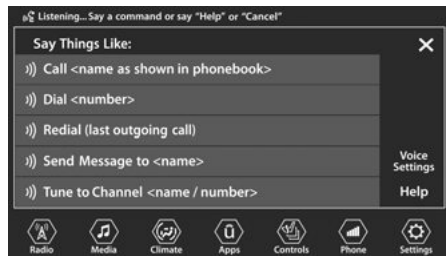 Listening... Say a command or say "Help" or "Cancel"
Say Things Like:
Call <name as shown in phonebook>
Dial <number>
Redial (last outgoing call)
Send Message to <name>
Tune to Channel <name / number>
Voice
Settings
Help
Radio Media Climate Apps Controls Phone Settings